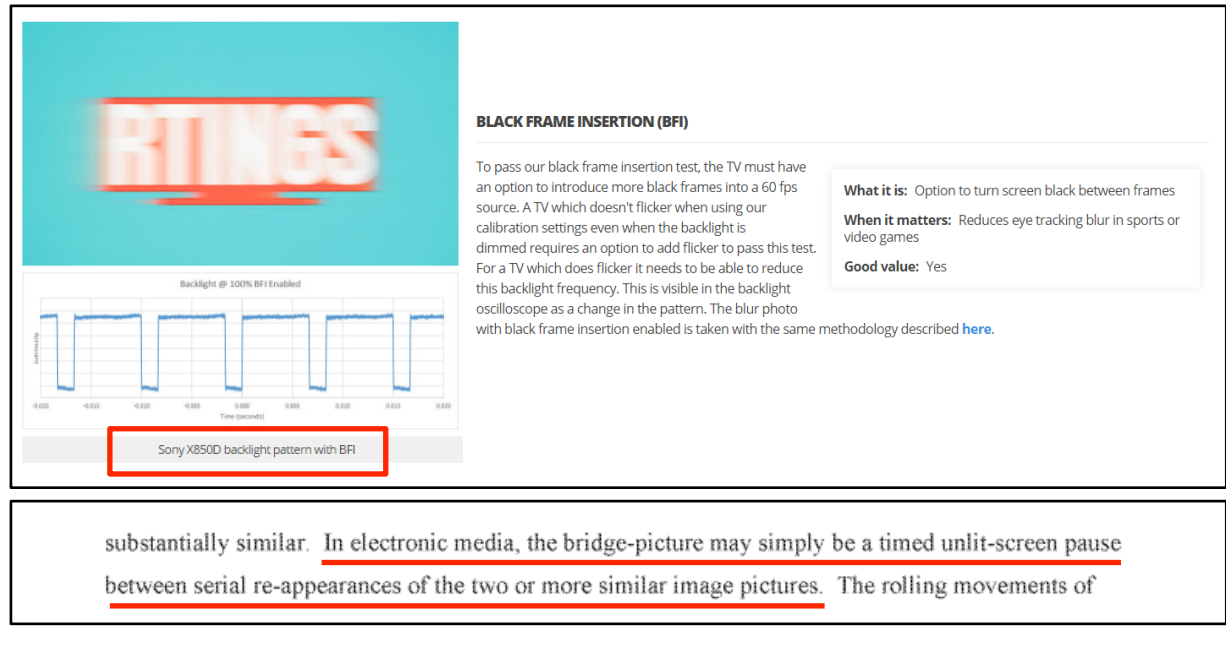 RTINGS
BLACK FRAME INSERTION (BFI)
To pass our black frame insertion test, the TV must have
an option to introduce more black frames into a 60 fps
source. A TV which doesn't flicker when using our
calibration settings even when the backlight is
dimmed requires an option to add flicker to pass this test.
For a TV which does flicker it needs to be able to reduce
this backlight frequency. This is visible in the backlight
oscilloscope as a change in the pattern. The blur photo
with black frame insertion enabled is taken with the same methodology described here.
What it is: Option to turn screen black between frames
When it matters: Reduces eye tracking blur in sports or
video games
Good value: Yes
Backlight @ 100% BFI Enabled
Luminosity
-0.020 -0.015 -0.010 -0.005 0.000 0.005 0.010 0.015 0.020
Time (seconds)
Sony X850D backlight pattern with BFI
substantially similar. In electronic media, the bridge-picture may simply be a timed unlit-screen pause
between serial re-appearances of the two or more similar image pictures. The rolling movements of